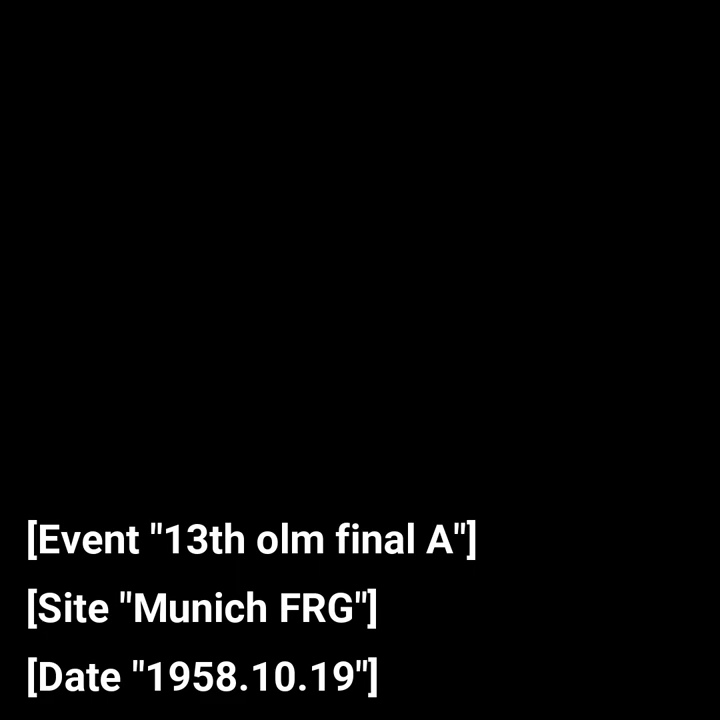 [Event "13th olm final A"]
[Site "Munich FRG"]
[Date "1958.10.19"]